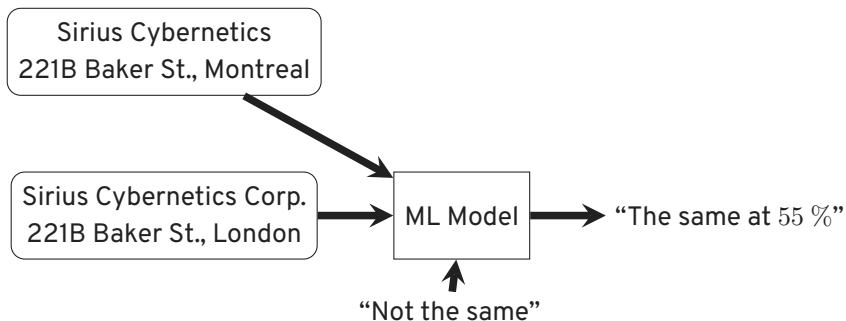 Sirius Cybernetics
221B Baker St., Montreal
Sirius Cybernetics Corp.
221B Baker St., London
ML Model
“The same at 55 %”
“Not the same”